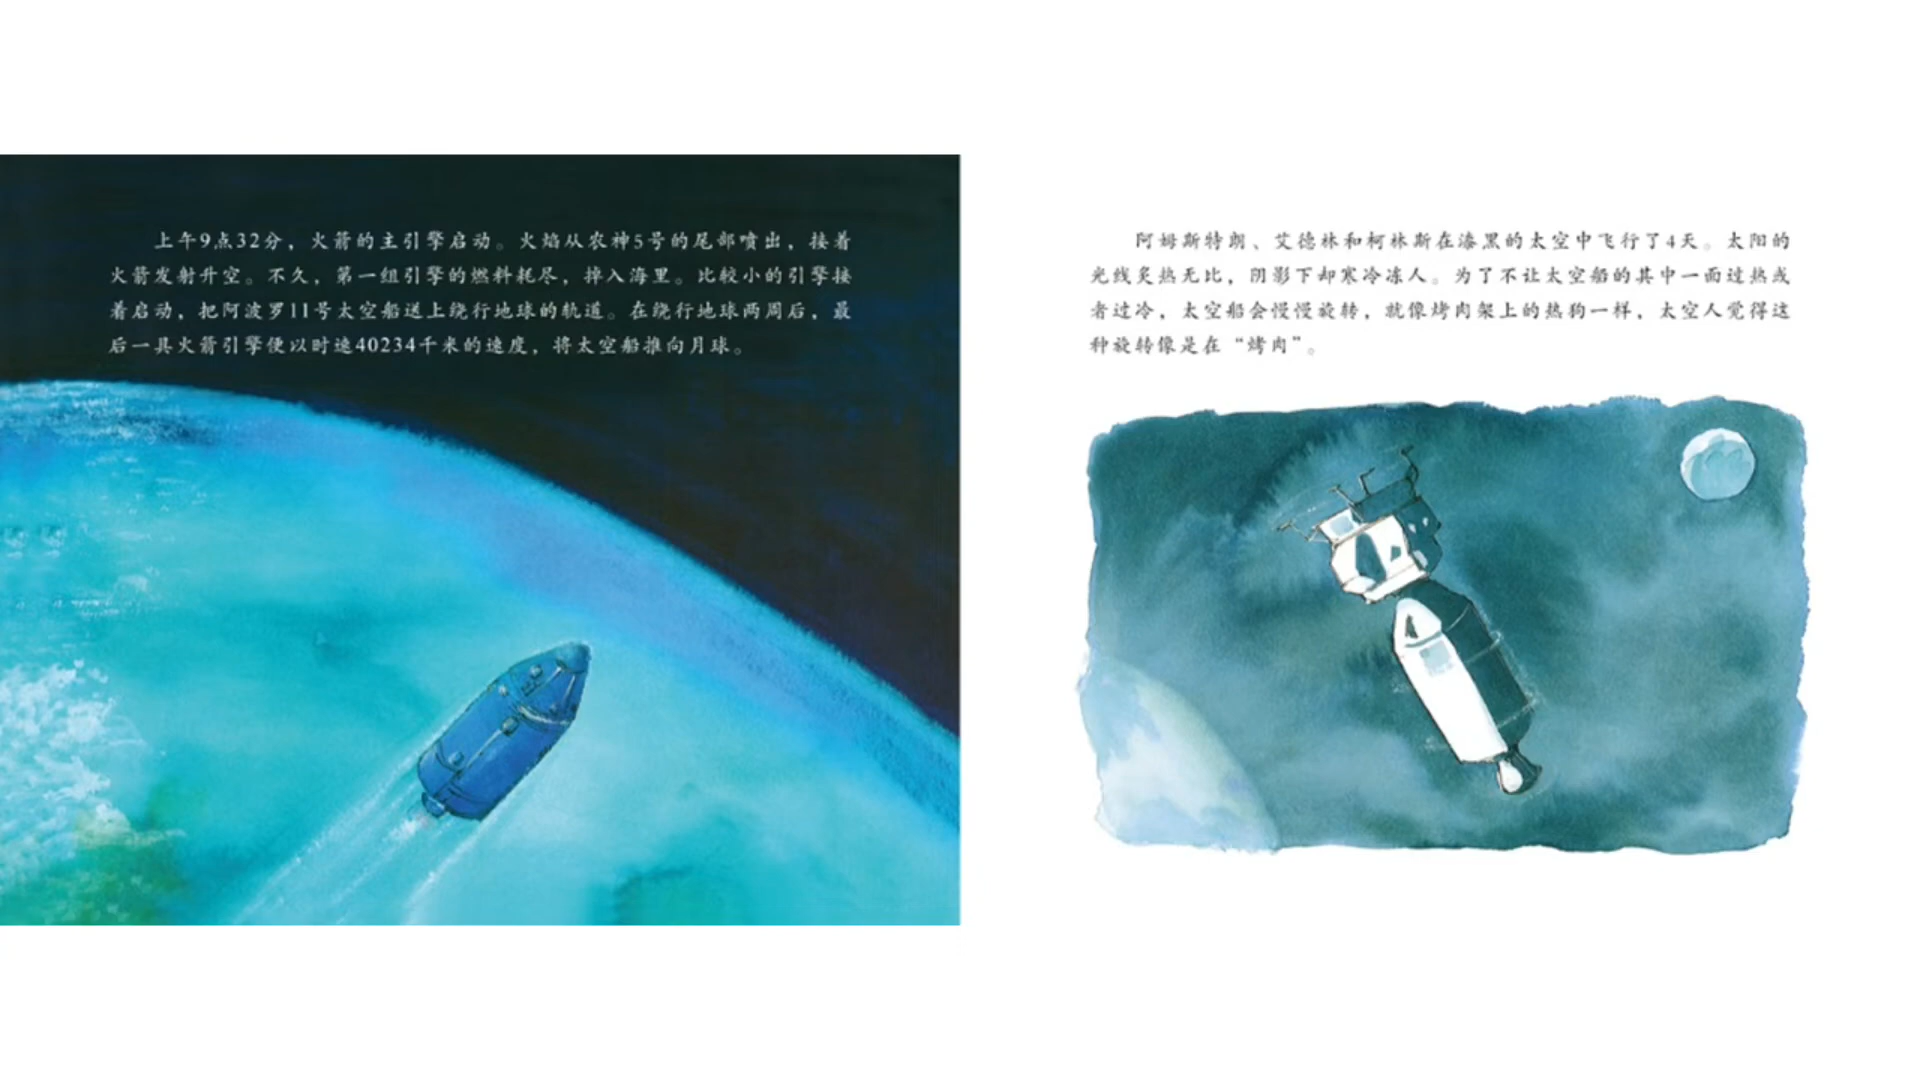 上午9点32分，火箭的主引擎启动。火焰从农神5号的尾部喷出，接着
火箭发射升空。不久，第一组引擎的燃料耗尽，掉入海里。比较小的引擎接
着启动，把阿波罗11号太空船送上绕行地球的轨道。在绕行地球两周后，最
后一具火箭引擎便以时速40234千米的速度，将太空船推向月球。
阿姆斯特朗、艾德林和柯林斯在漆黑的太空中飞行了4天。太阳的
光线炙热无比，阴影下却寒冷冻人。为了不让太空船的其中一面过热或
者过冷，太空船会慢慢旋转，就像烤肉架上的热狗一样，太空人觉得这
种旋转像是在“烤肉”。